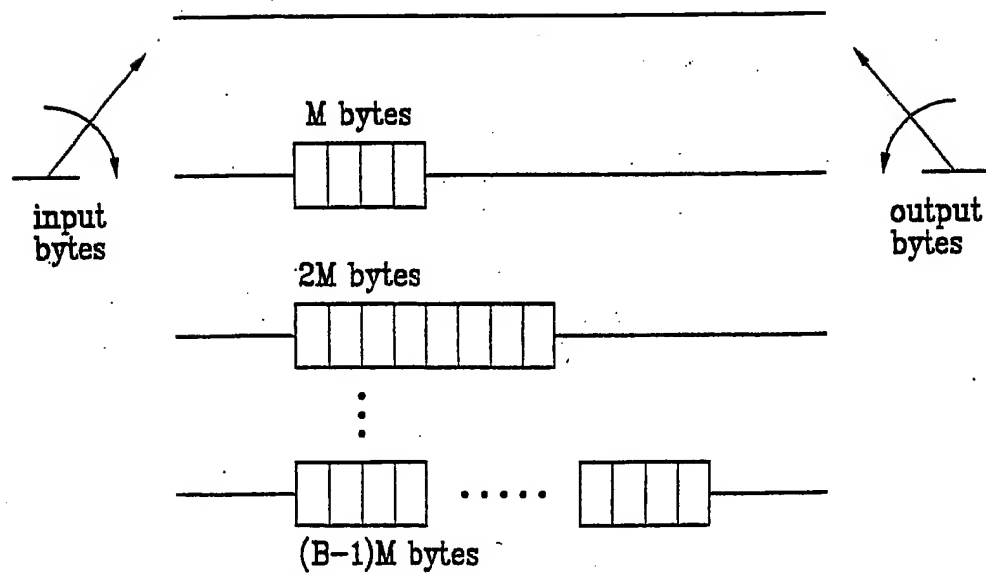 M bytes
input
bytes
output
bytes
2M bytes
(B-1)M bytes